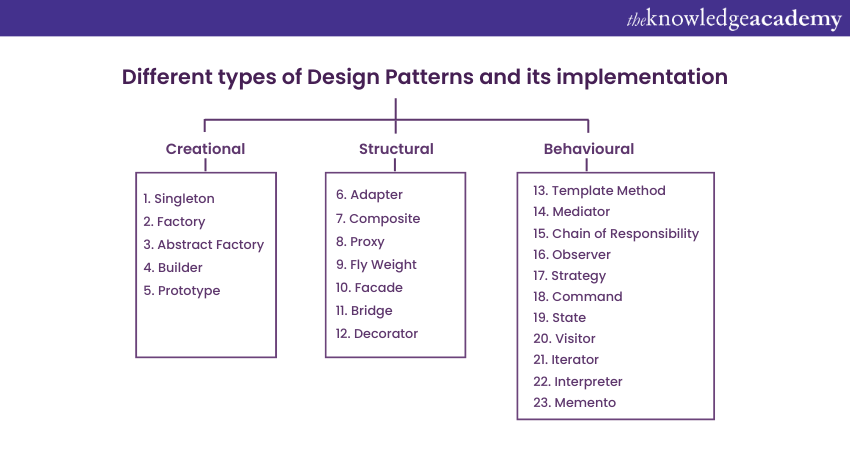 theknowledgeacademy
Different types of Design Patterns and its implementation
Creational
1. Singleton
2. Factory
3. Abstract Factory
4. Builder
5. Prototype
Structural
6. Adapter
7. Composite
8. Proxy
9. Fly Weight
10. Facade
11. Bridge
12. Decorator
Behavioural
13. Template Method
14. Mediator
15. Chain of Responsibility
16. Observer
17. Strategy
18. Command
19. State
20. Visitor
21. Iterator
22. Interpreter
23. Memento